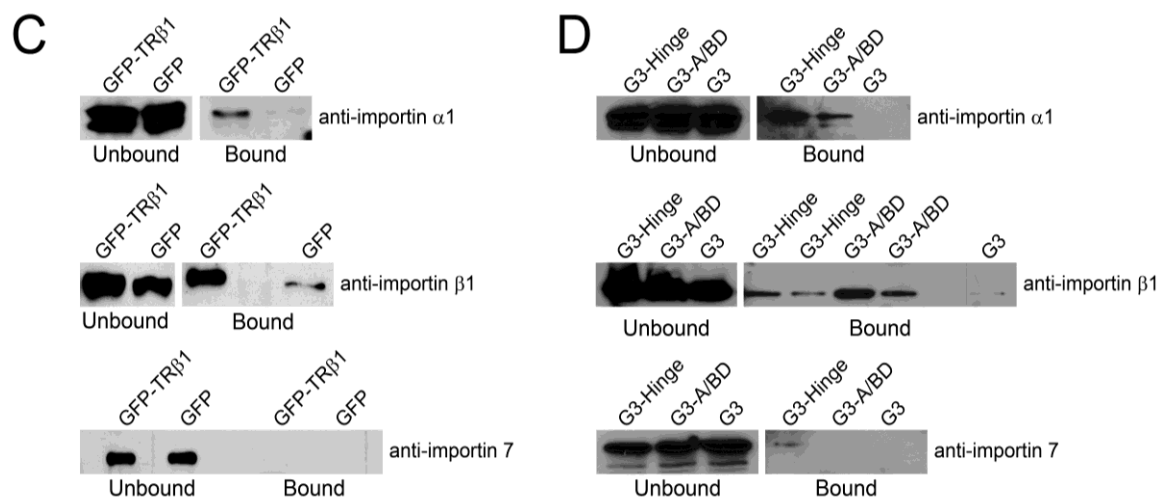 C
GFP-TRβ1 GFP GFP-TRβ1 GFP
anti-importin α1
Unbound Bound
GFP-TRβ1 GFP GFP-TRβ1 GFP
anti-importin β1
Unbound Bound
GFP-TRβ1 GFP GFP-TRβ1 GFP
anti-importin 7
Unbound Bound
D
G3-Hinge G3-A/BD G3 G3-Hinge G3-A/BD G3
anti-importin α1
Unbound Bound
G3-Hinge G3-A/BD G3 G3-Hinge G3-Hinge G3-A/BD G3-A/BD G3
anti-importin β1
Unbound Bound
G3-Hinge G3-A/BD G3 G3-Hinge G3-A/BD G3
anti-importin 7
Unbound Bound